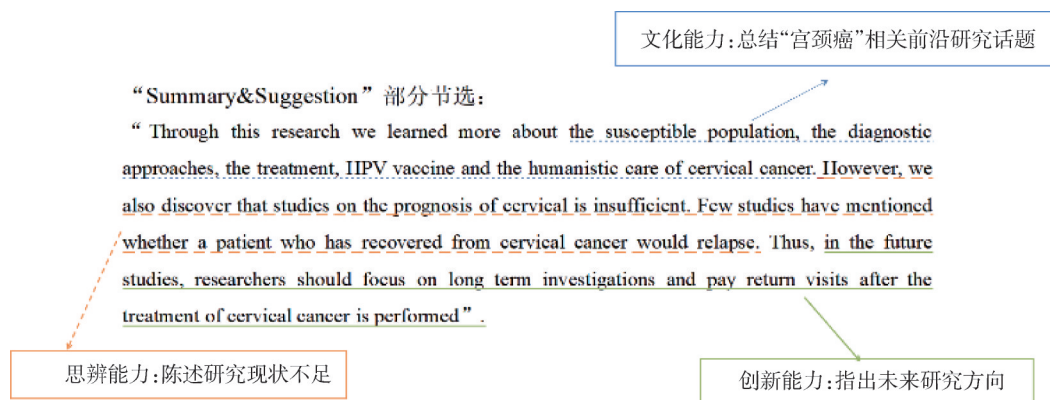 文化能力:总结“宫颈癌”相关前沿研究话题
“Summary&Suggestion”部分节选:
“ Through this research we learned more about the susceptible population, the diagnostic
approaches, the treatment, HPV vaccine and the humanistic care of cervical cancer. However, we
also discover that studies on the prognosis of cervical is insufficient. Few studies have mentioned
whether a patient who has recovered from cervical cancer would relapse. Thus, in the future
studies, researchers should focus on long term investigations and pay return visits after the
treatment of cervical cancer is performed” .
思辨能力:陈述研究现状不足
创新能力:指出未来研究方向